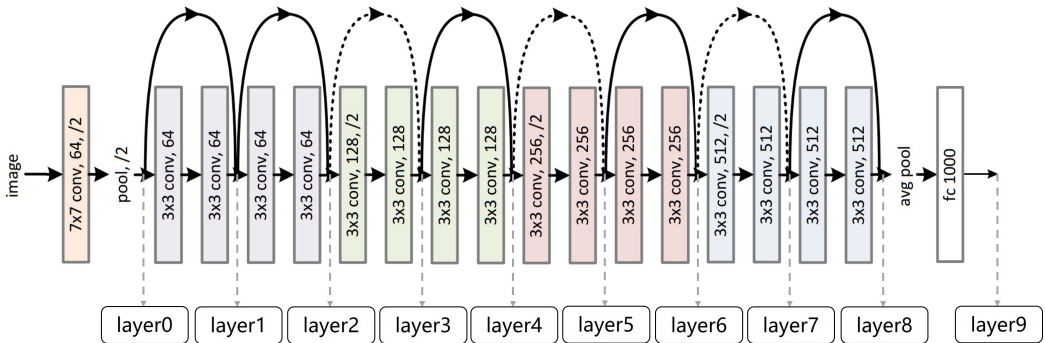 image
7x7 conv, 64, /2
pool, /2
3x3 conv, 64
3x3 conv, 64
3x3 conv, 64
3x3 conv, 64
3x3 conv, 128, /2
3x3 conv, 128
3x3 conv, 128
3x3 conv, 128
3x3 conv, 256, /2
3x3 conv, 256
3x3 conv, 256
3x3 conv, 256
3x3 conv, 512, /2
3x3 conv, 512
3x3 conv, 512
3x3 conv, 512
avg pool
fc 1000
layer0
layer1
layer2
layer3
layer4
layer5
layer6
layer7
layer8
layer9